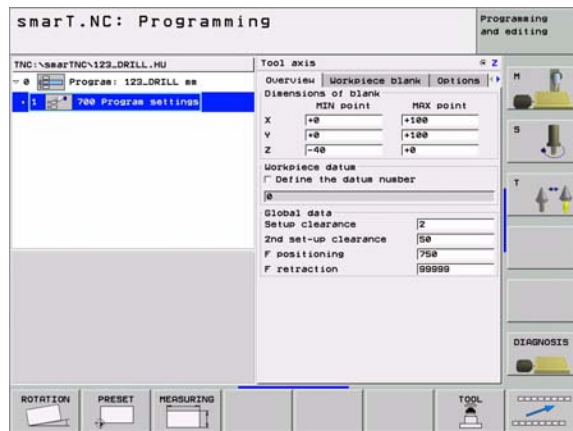 smarT.NC: Programming
Programming
and editing
TNC:\smarTNC\123_DRILL.HU
0 Program: 123_DRILL mm
1 700 Program settings
Tool axis Z
Overview Workpiece blank Options
Dimensions of blank
MIN point MAX point
X +0 +100
Y +0 +100
Z -40 +0
Workpiece datum
Define the datum number
0
Global data
Setup clearance 2
2nd set-up clearance 50
F positioning 750
F retraction 99999
M
S
T
DIAGNOSIS
ROTATION
PRESET
MEASURING
TOOL